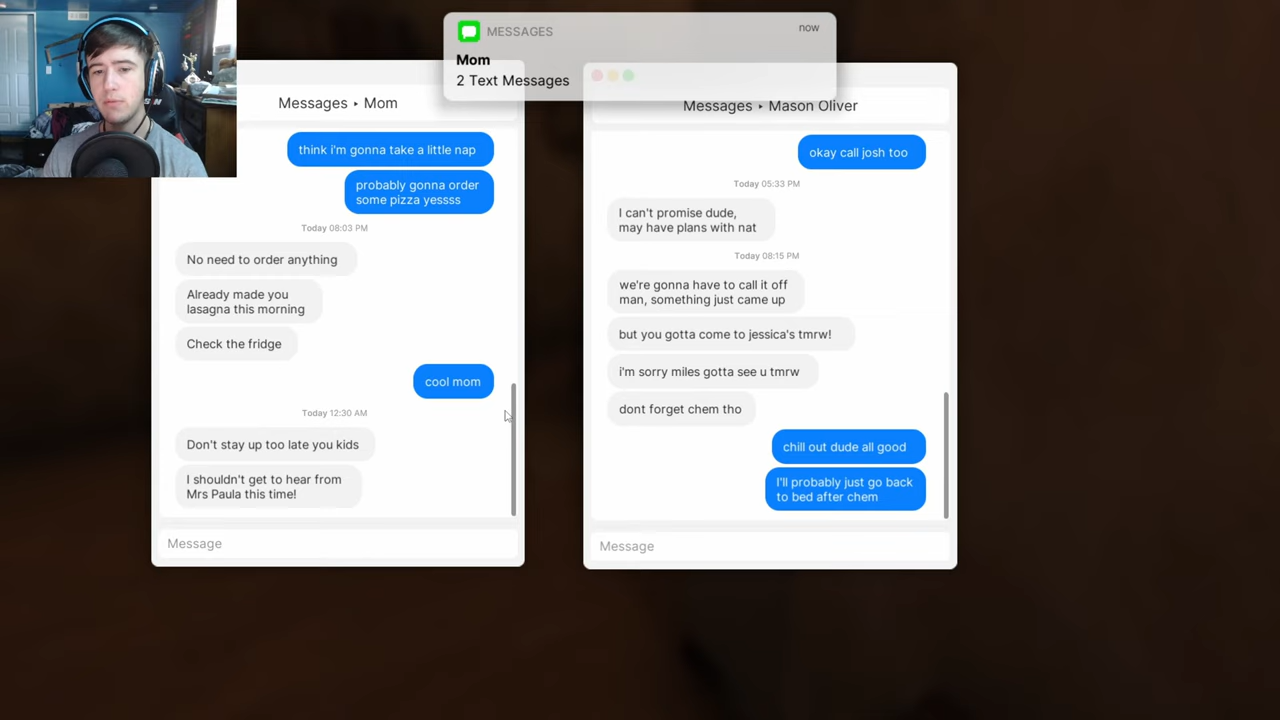 MESSAGES
now
Mom
2 Text Messages
Messages ▸ Mom
think i'm gonna take a little nap
probably gonna order
some pizza yessss
Today 08:03 PM
No need to order anything
Already made you
lasagna this morning
Check the fridge
cool mom
Today 12:30 AM
Don't stay up too late you kids
I shouldn't get to hear from
Mrs Paula this time!
Message
Messages ▸ Mason Oliver
okay call josh too
Today 05:33 PM
I can't promise dude,
may have plans with nat
Today 08:15 PM
we're gonna have to call it off
man, something just came up
but you gotta come to jessica's tmrw!
i'm sorry miles gotta see u tmrw
dont forget chem tho
chill out dude all good
I'll probably just go back
to bed after chem
Message